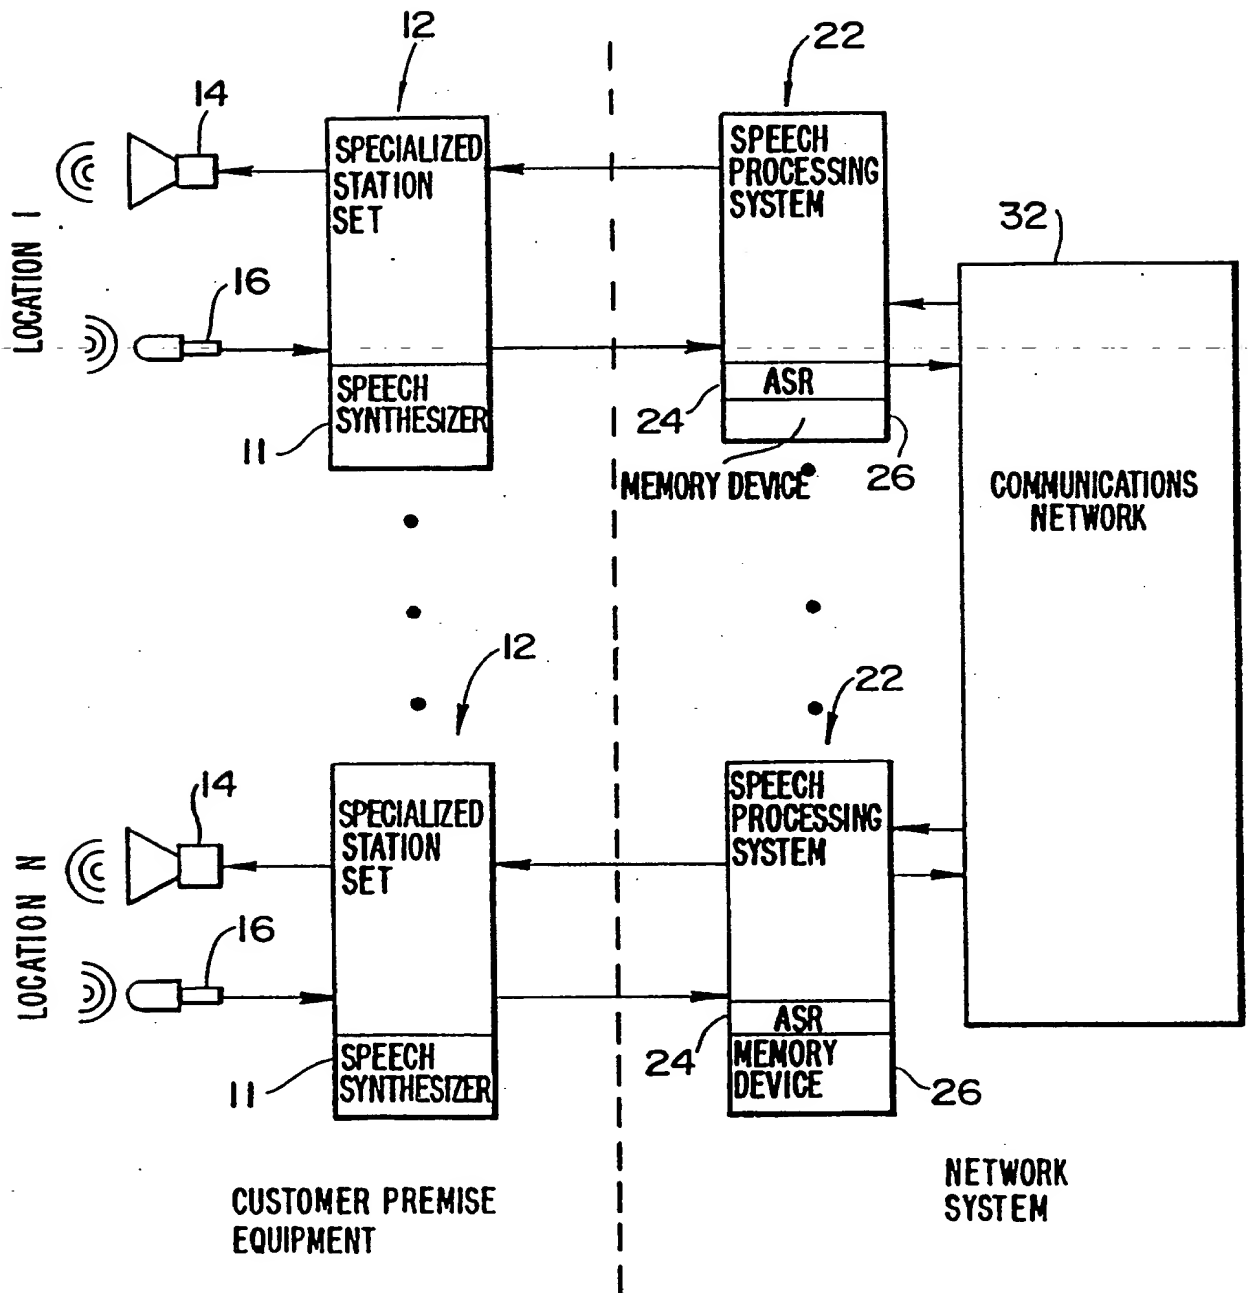 12
22
14
SPECIALIZED
STATION
SET
SPEECH
PROCESSING
SYSTEM
32
LOCATION 1
16
SPEECH
SYNTHESIZER
11
ASR
24
26
MEMORY DEVICE
COMMUNICATIONS
NETWORK
12
22
14
SPECIALIZED
STATION
SET
SPEECH
PROCESSING
SYSTEM
LOCATION N
16
SPEECH
SYNTHESIZER
11
ASR
24
MEMORY
DEVICE
26
CUSTOMER PREMISE
EQUIPMENT
NETWORK
SYSTEM